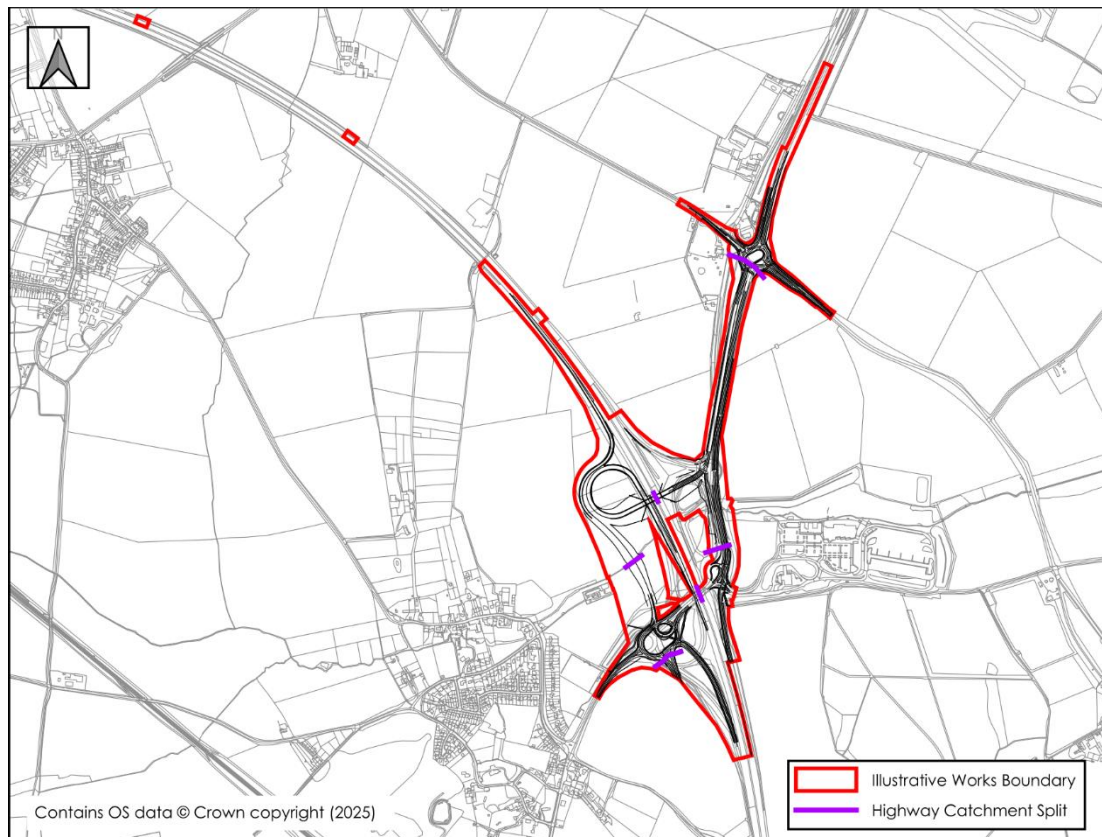 N
Illustrative Works Boundary
Highway Catchment Split
Contains OS data © Crown copyright (2025)